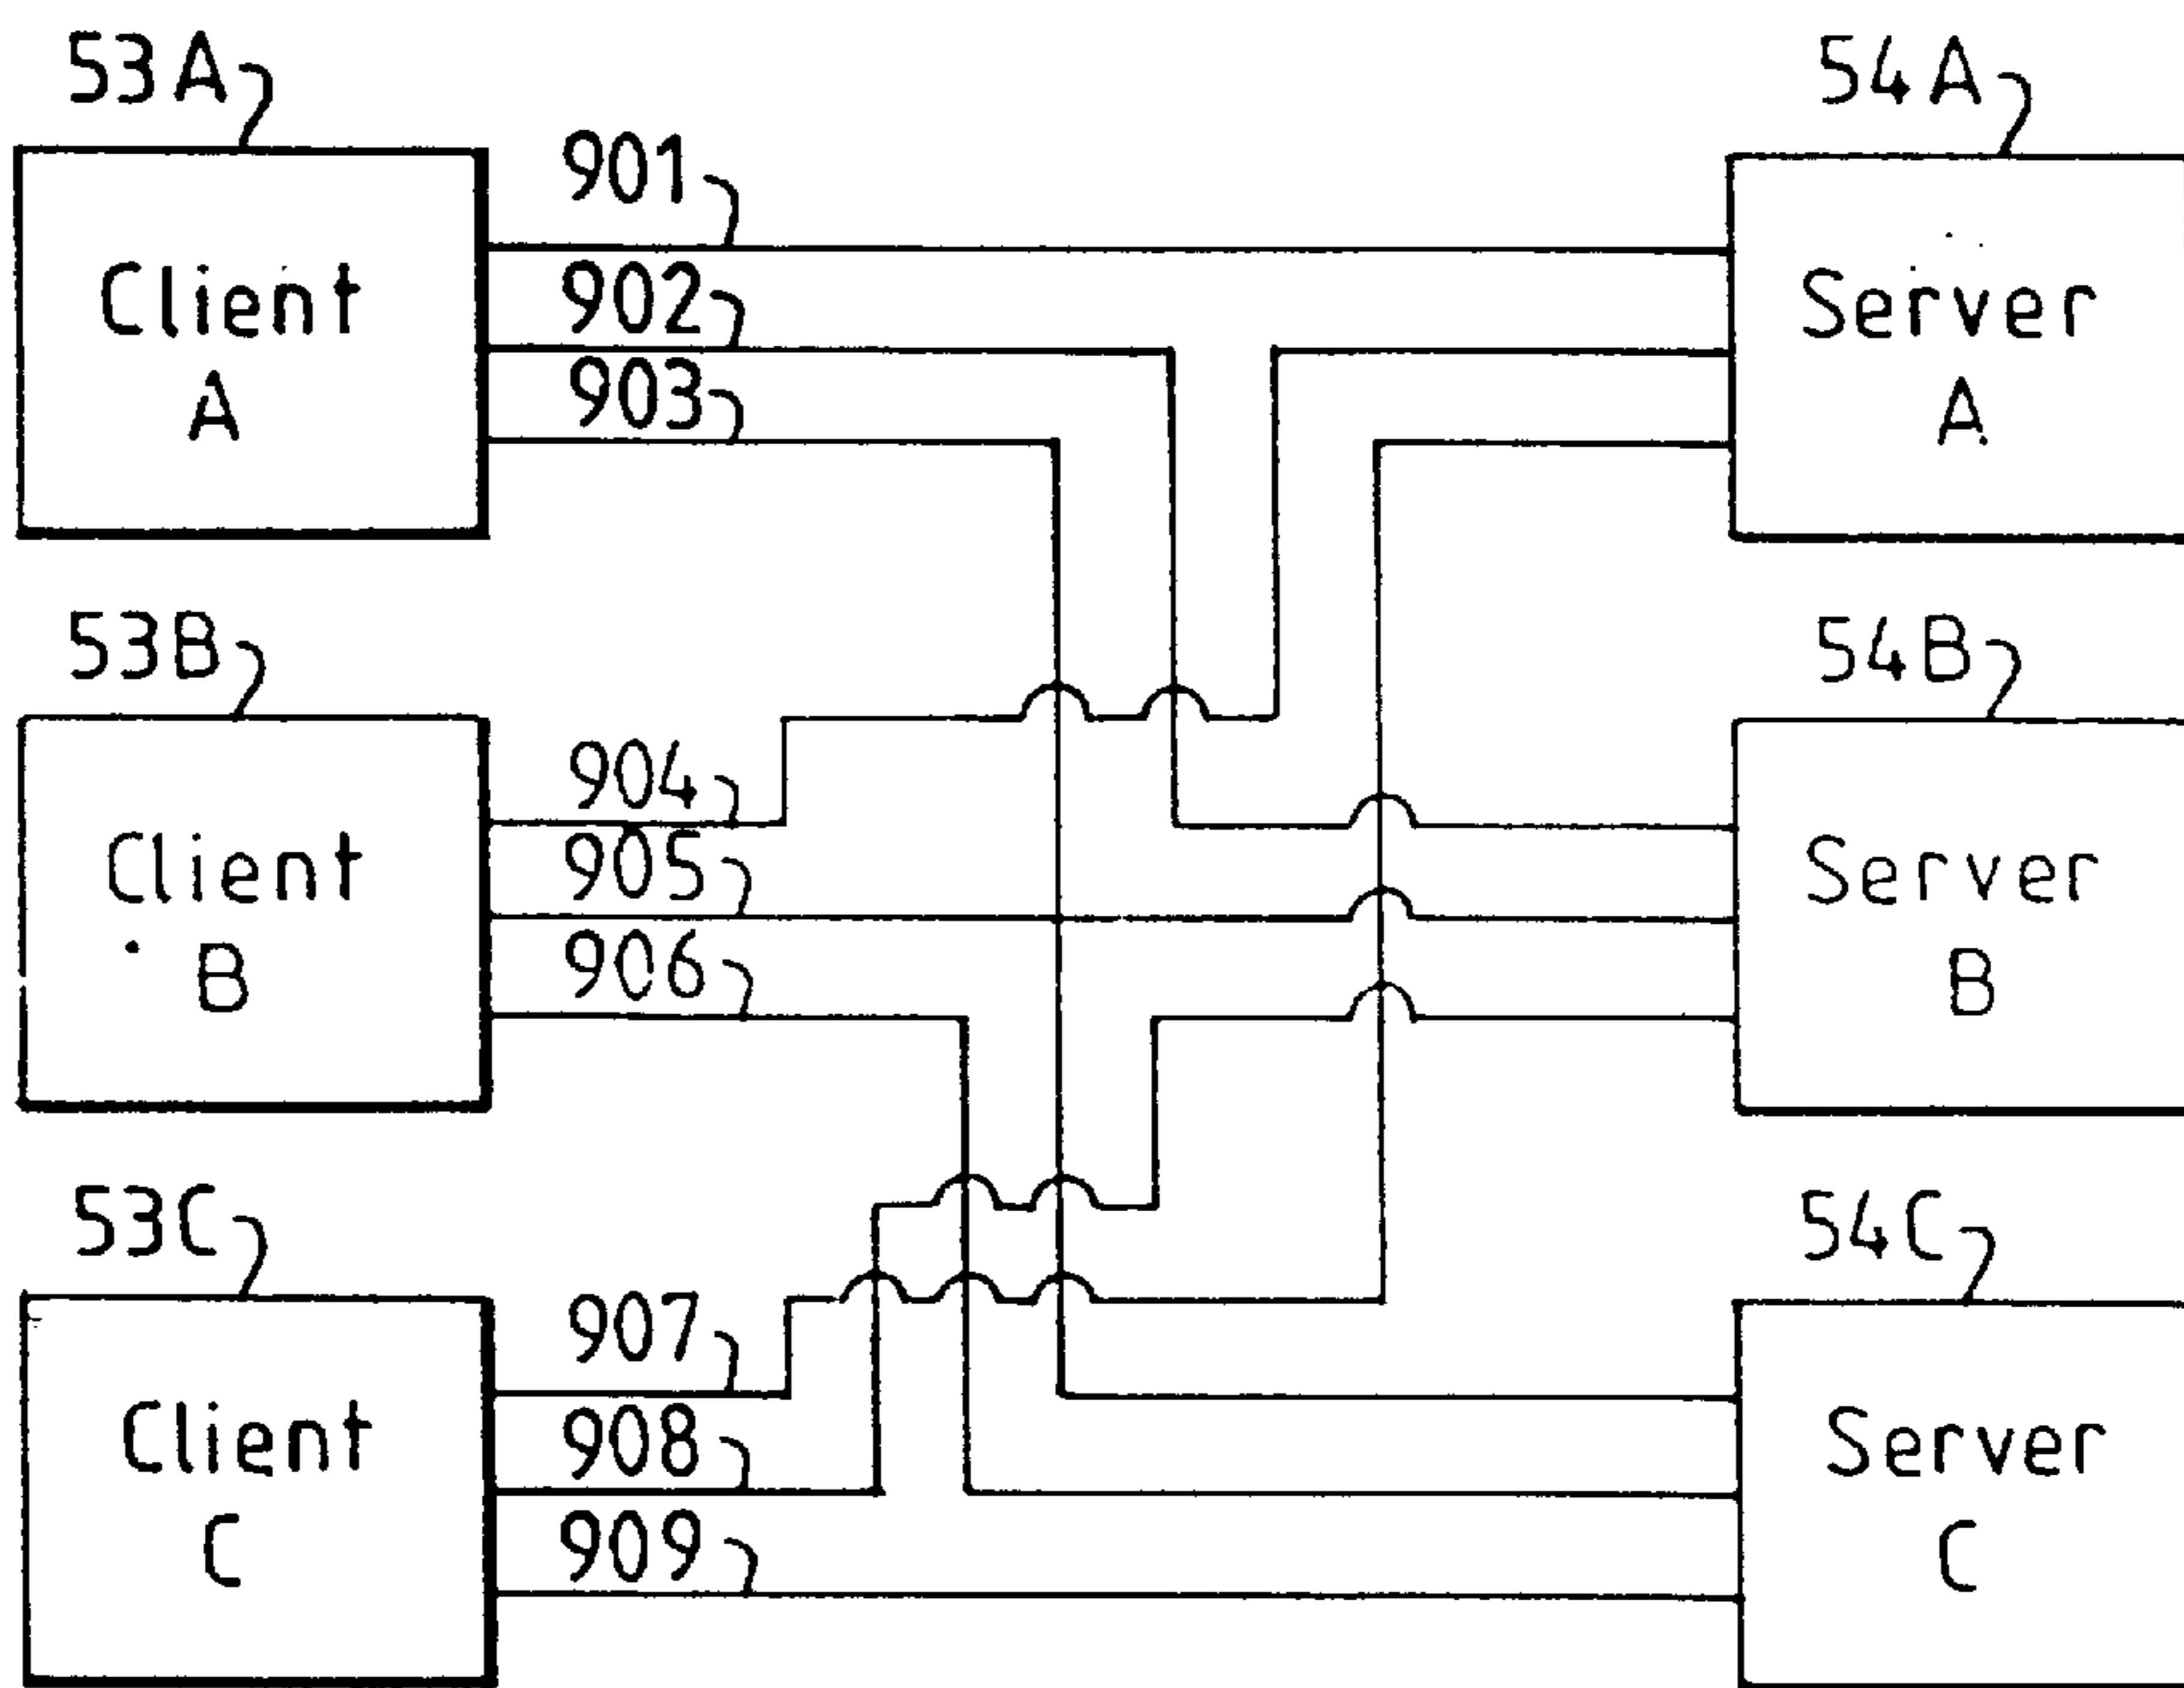 53A
54A
Client
A
901
902
903
Server
A
53B
54B
Client
B
904
905
906
Server
B
53C
54C
Client
C
907
908
909
Server
C